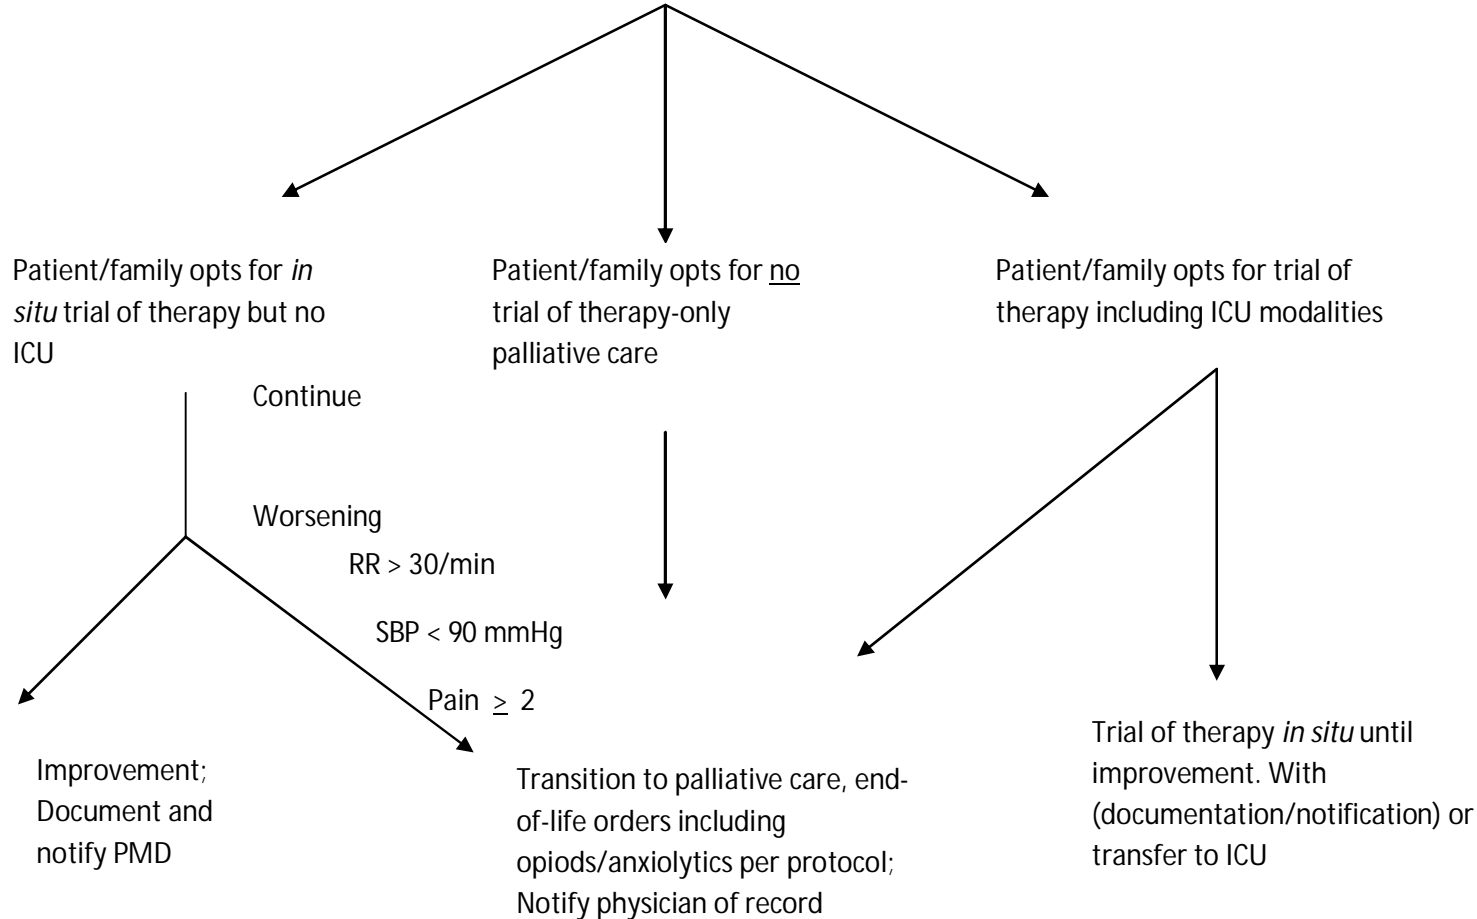 Patient/family opts for in
situ trial of therapy but no
ICU
Patient/family opts for no
trial of therapy-only
palliative care
Patient/family opts for trial of
therapy including ICU modalities
Continue
Worsening
RR > 30/min
SBP < 90 mmHg
Pain ≥ 2
Improvement;
Document and
notify PMD
Transition to palliative care, end-
of-life orders including
opiods/anxiolytics per protocol;
Notify physician of record
Trial of therapy in situ until
improvement. With
(documentation/notification) or
transfer to ICU